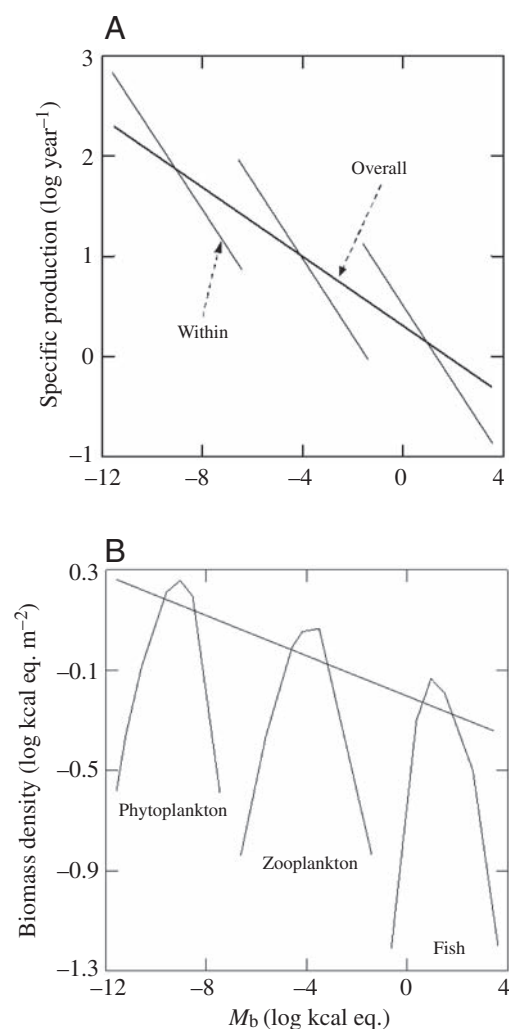 A
Specific production (log year⁻¹)
3
2
1
0
−1
Overall
Within
−12
−8
−4
0
4
B
Biomass density (log kcal eq. m⁻²)
0.3
−0.1
−0.5
−0.9
−1.3
Phytoplankton
Zooplankton
Fish
−12
−8
−4
0
4
M_b (log kcal eq.)